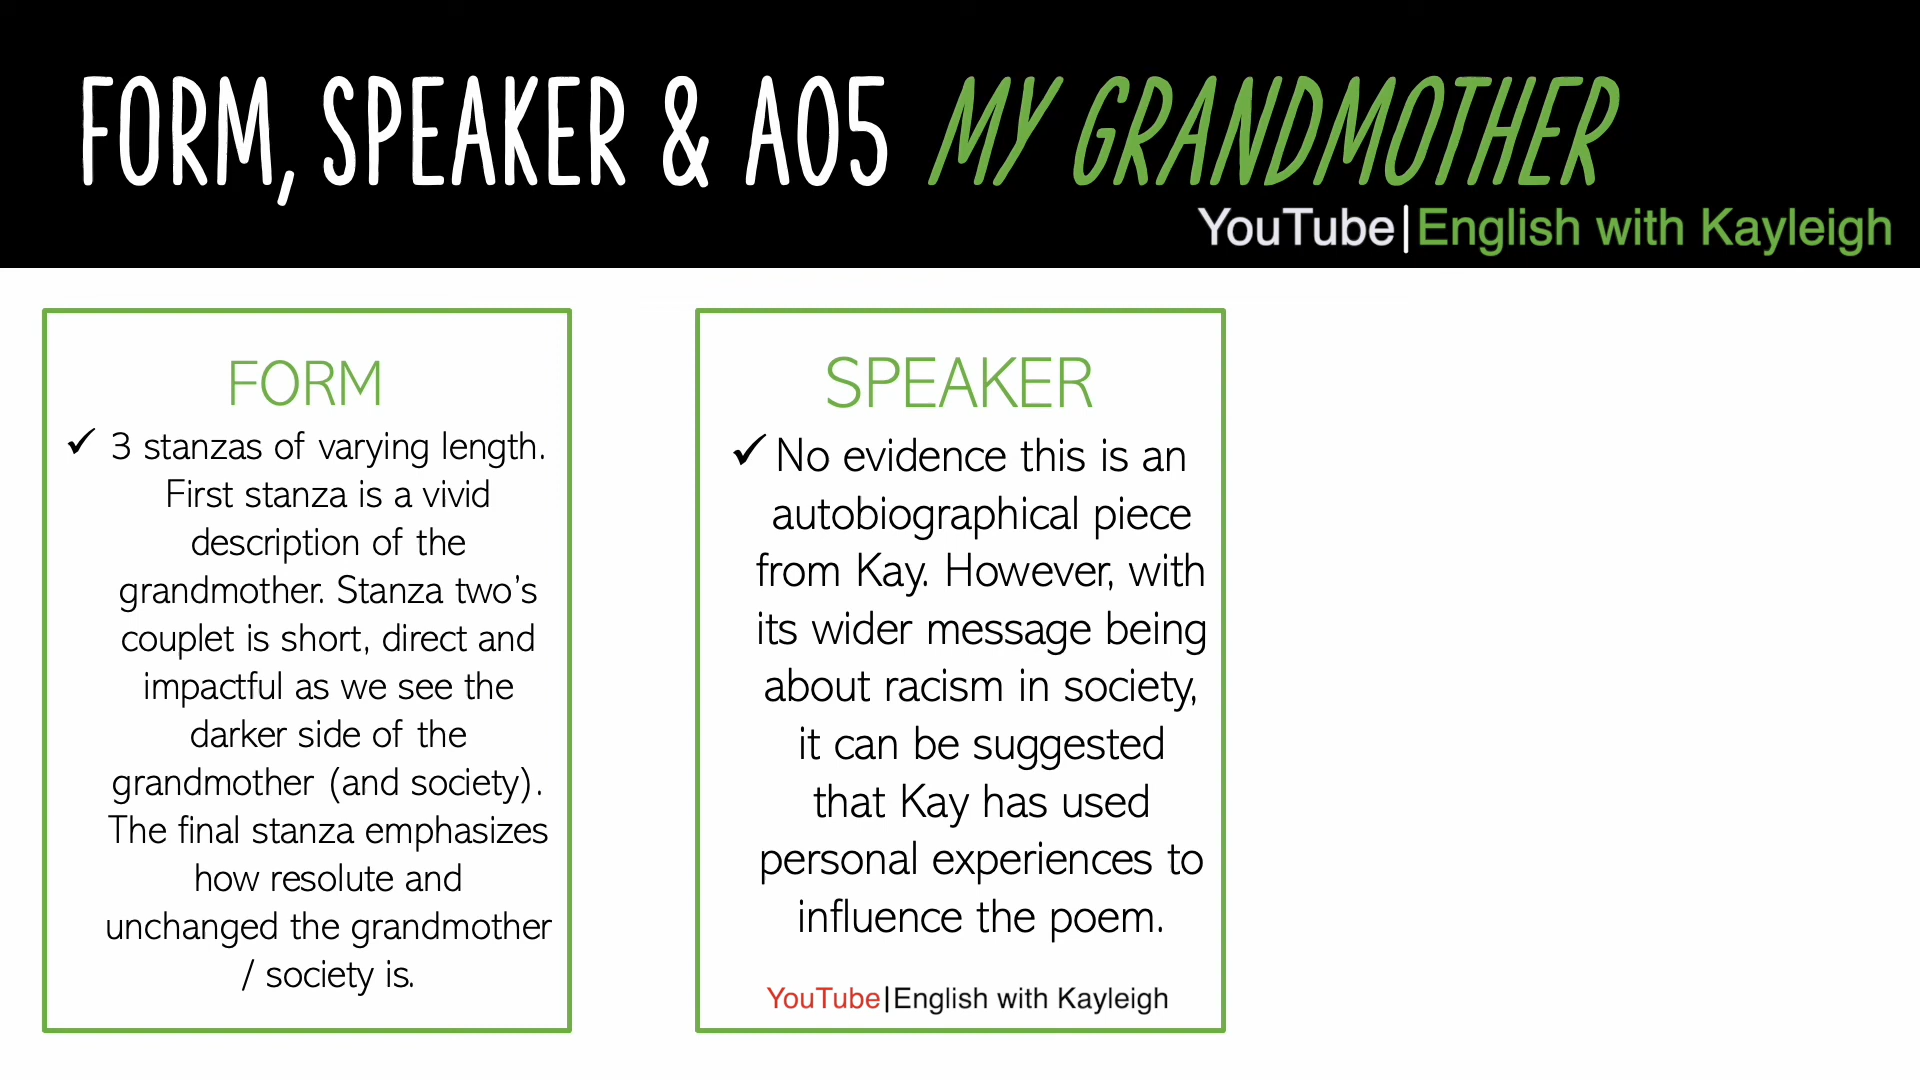 FORM, SPEAKER & AO5 MY GRANDMOTHER
YouTube|English with Kayleigh
FORM
✓ 3 stanzas of varying length.
First stanza is a vivid
description of the
grandmother. Stanza two’s
couplet is short, direct and
impactful as we see the
darker side of the
grandmother (and society).
The final stanza emphasizes
how resolute and
unchanged the grandmother
/ society is.
SPEAKER
✓ No evidence this is an
autobiographical piece
from Kay. However, with
its wider message being
about racism in society,
it can be suggested
that Kay has used
personal experiences to
influence the poem.
YouTube|English with Kayleigh